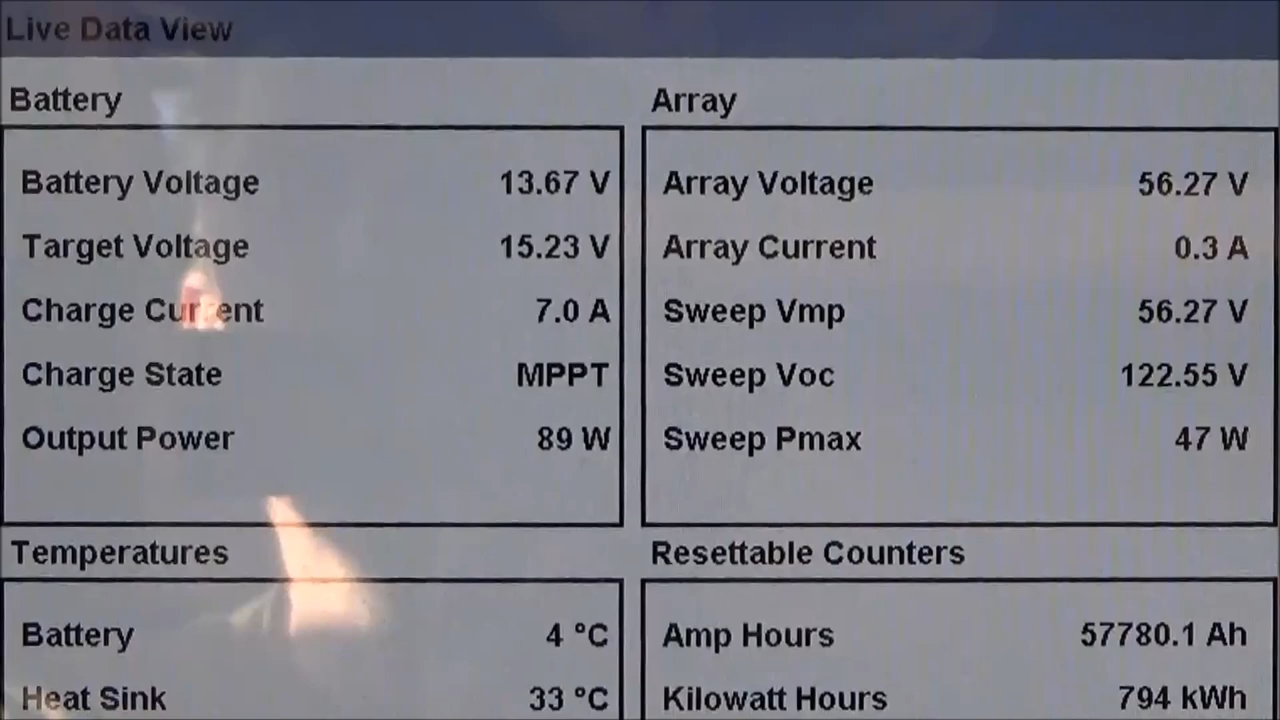 Live Data View
Battery
Battery Voltage 13.67 V
Target Voltage 15.23 V
Charge Current 7.0 A
Charge State MPPT
Output Power 89 W
Array
Array Voltage 56.27 V
Array Current 0.3 A
Sweep Vmp 56.27 V
Sweep Voc 122.55 V
Sweep Pmax 47 W
Temperatures
Battery 4 °C
Heat Sink 33 °C
Resettable Counters
Amp Hours 57780.1 Ah
Kilowatt Hours 794 kWh